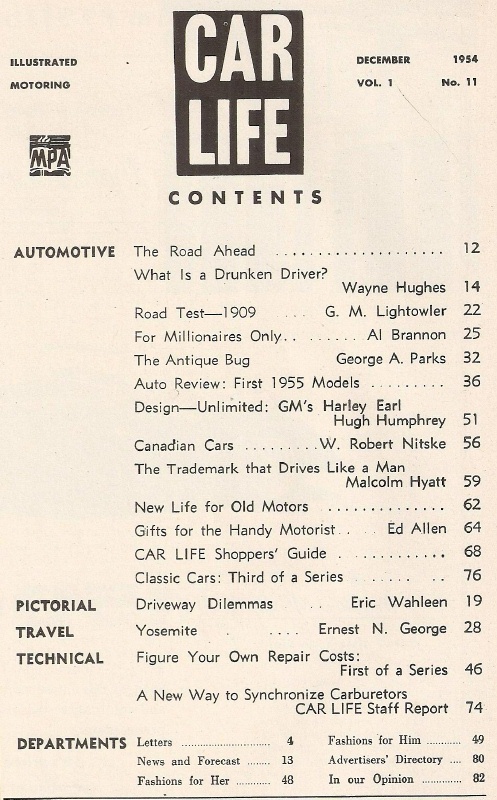 CAR
LIFE
ILLUSTRATED
MOTORING
DECEMBER 1954
VOL. 1 No. 11
MPA
CONTENTS
AUTOMOTIVE The Road Ahead .................... 12
What Is a Drunken Driver?
Wayne Hughes 14
Road Test—1909 ... G. M. Lightowler 22
For Millionaires Only.. ...... Al Brannon 25
The Antique Bug George A. Parks 32
Auto Review: First 1955 Models ......... 36
Design—Unlimited: GM's Harley Earl
Hugh Humphrey 51
Canadian Cars .........W. Robert Nitske 56
The Trademark that Drives Like a Man
Malcolm Hyatt 59
New Life for Old Motors .............. 62
Gifts for the Handy Motorist.. Ed Allen 64
CAR LIFE Shoppers' Guide . ........... 68
Classic Cars: Third of a Series ...... .. 76
PICTORIAL Driveway Dilemmas .. Eric Wahleen 19
TRAVEL Yosemite . .... Ernest N. George 28
TECHNICAL Figure Your Own Repair Costs:
First of a Series 46
A New Way to Synchronize Carburetors
CAR LIFE Staff Report 74
DEPARTMENTS Letters .............................. 4
News and Forecast ........ 13
Fashions for Her ............ 48
Fashions for Him ............ 49
Advertisers' Directory .... 80
In our Opinion .............. 82